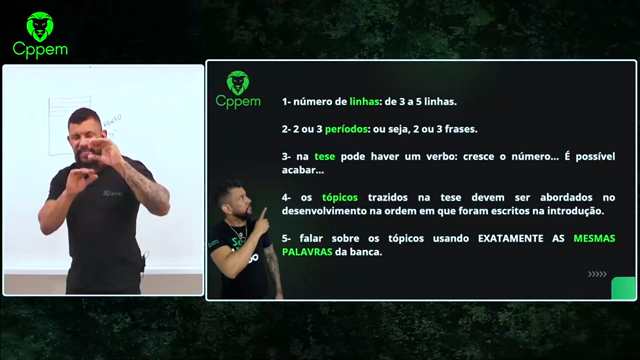 Cppem
Cppem
1- número de linhas: de 3 a 5 linhas.
2- 2 ou 3 períodos: ou seja, 2 ou 3 frases.
3- na tese pode haver um verbo: cresce o número... É possível
acabar...
4- os tópicos trazidos na tese devem ser abordados no
desenvolvimento na ordem em que foram escritos na introdução.
5- falar sobre os tópicos usando EXATAMENTE AS MESMAS
PALAVRAS da banca.